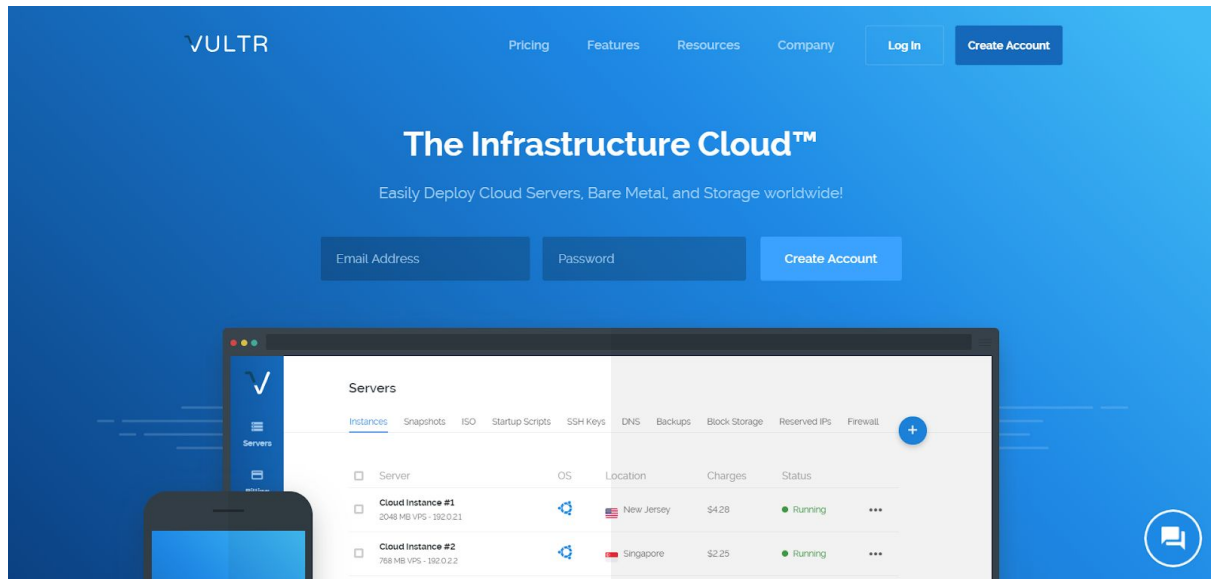 VULTR
Pricing Features Resources Company Log In Create Account
The Infrastructure Cloud™
Easily Deploy Cloud Servers, Bare Metal, and Storage worldwide!
Email Address Password Create Account
Servers
Instances Snapshots ISO Startup Scripts SSH Keys DNS Backups Block Storage Reserved IPs Firewall
Servers
Server OS Location Charges Status
Cloud Instance #1
2048 MB VPS - 192.0.2.1
New Jersey $4.28 Running
Cloud Instance #2
768 MB VPS - 192.0.2.2
Singapore $2.25 Running